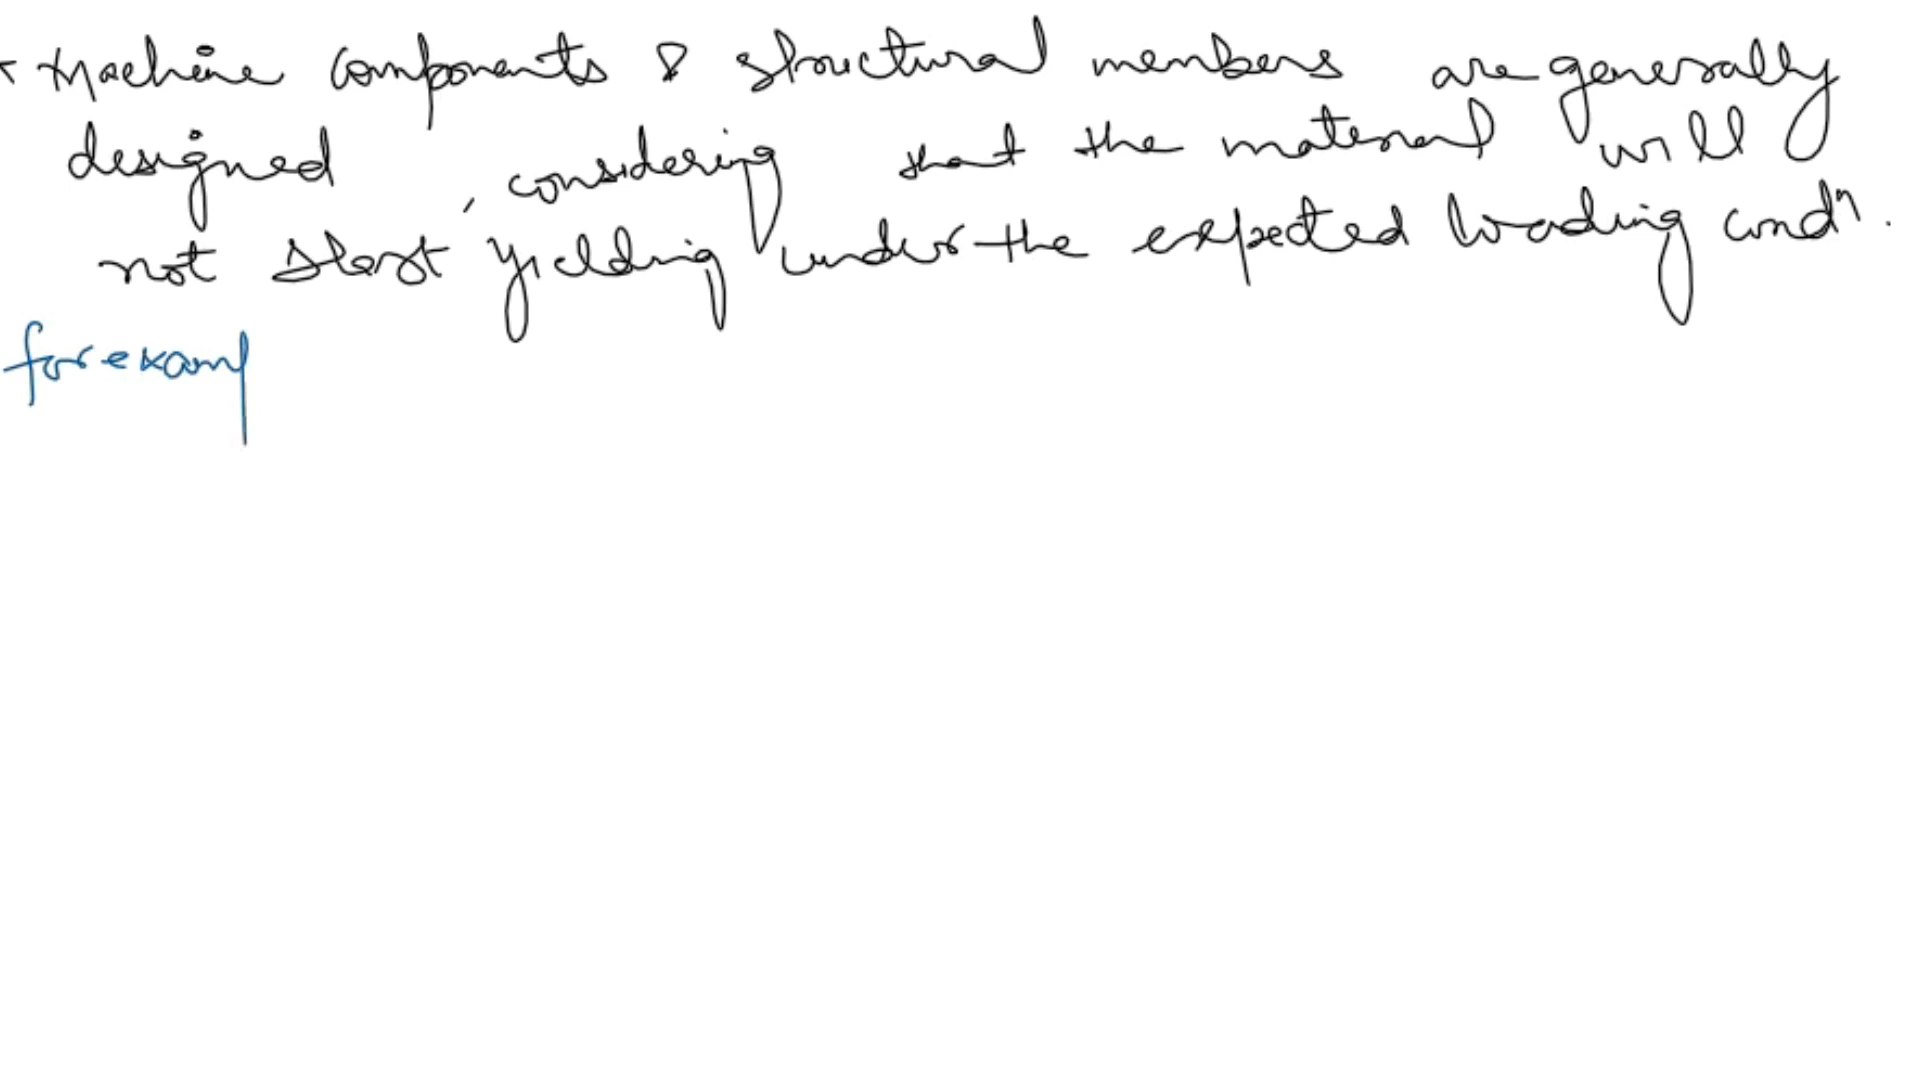 * Machine components & structural members are generally
designed, considering that the material will
not start yielding under the expected loading condⁿ.
for examp